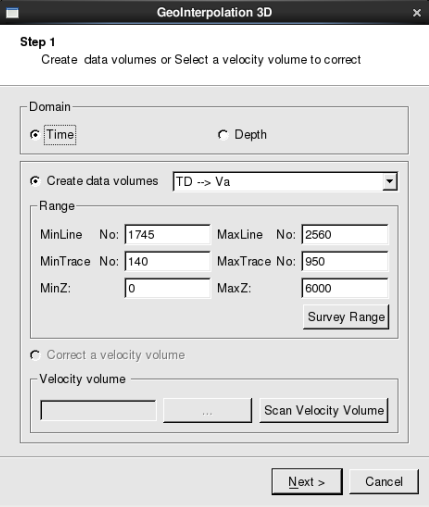 GeoInterpolation 3D
Step 1
Create data volumes or Select a velocity volume to correct
Domain
Time Depth
Create data volumes TD --> Va
Range
MinLine No: 1745 MaxLine No: 2560
MinTrace No: 140 MaxTrace No: 950
MinZ: 0 MaxZ: 6000
Survey Range
Correct a velocity volume
Velocity volume
... Scan Velocity Volume
Next > Cancel